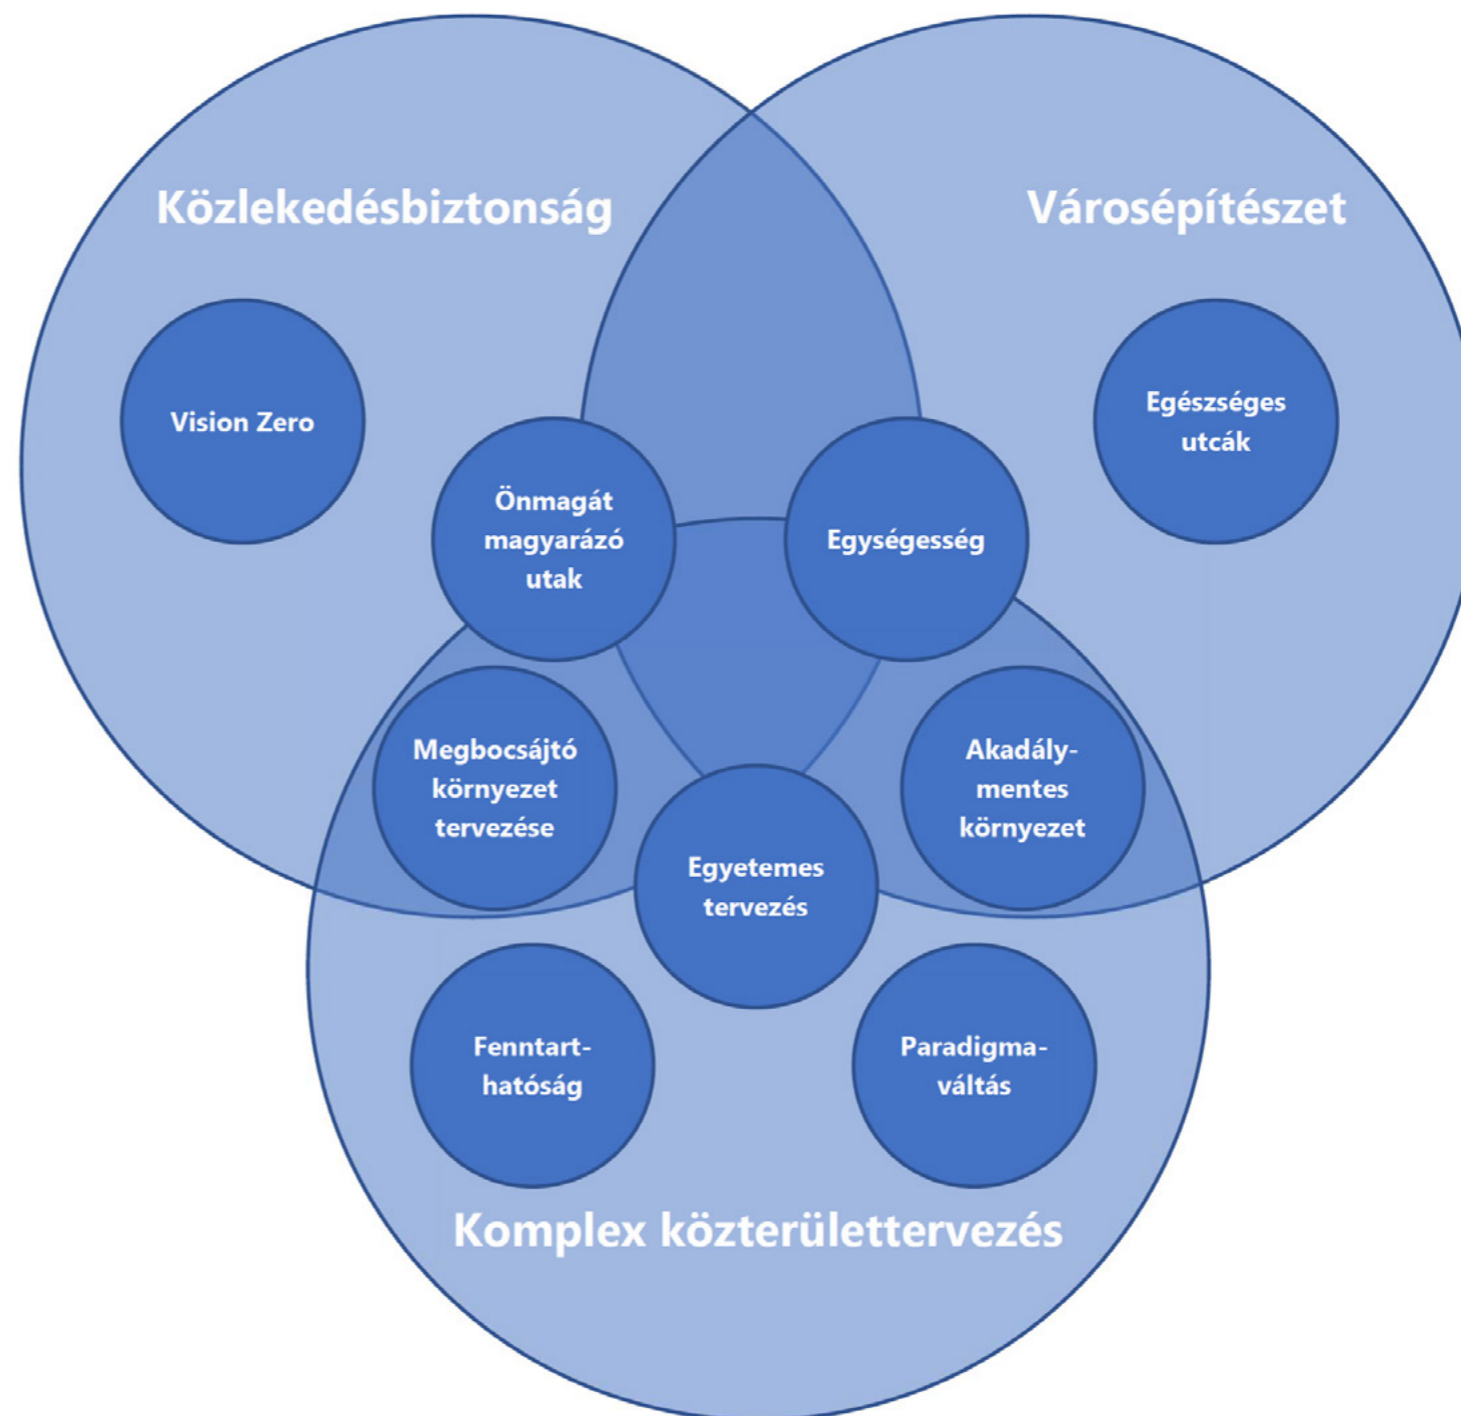 Közlekedésbiztonság
Városépítészet
Vision Zero
Egészséges
utcák
Önmagát
magyarázó
utak
Egységesség
Megbocsájtó
környezet
tervezése
Akadály-
mentes
környezet
Egyetemes
tervezés
Fenntart-
hatóság
Paradigma-
váltás
Komplex közterülettervezés